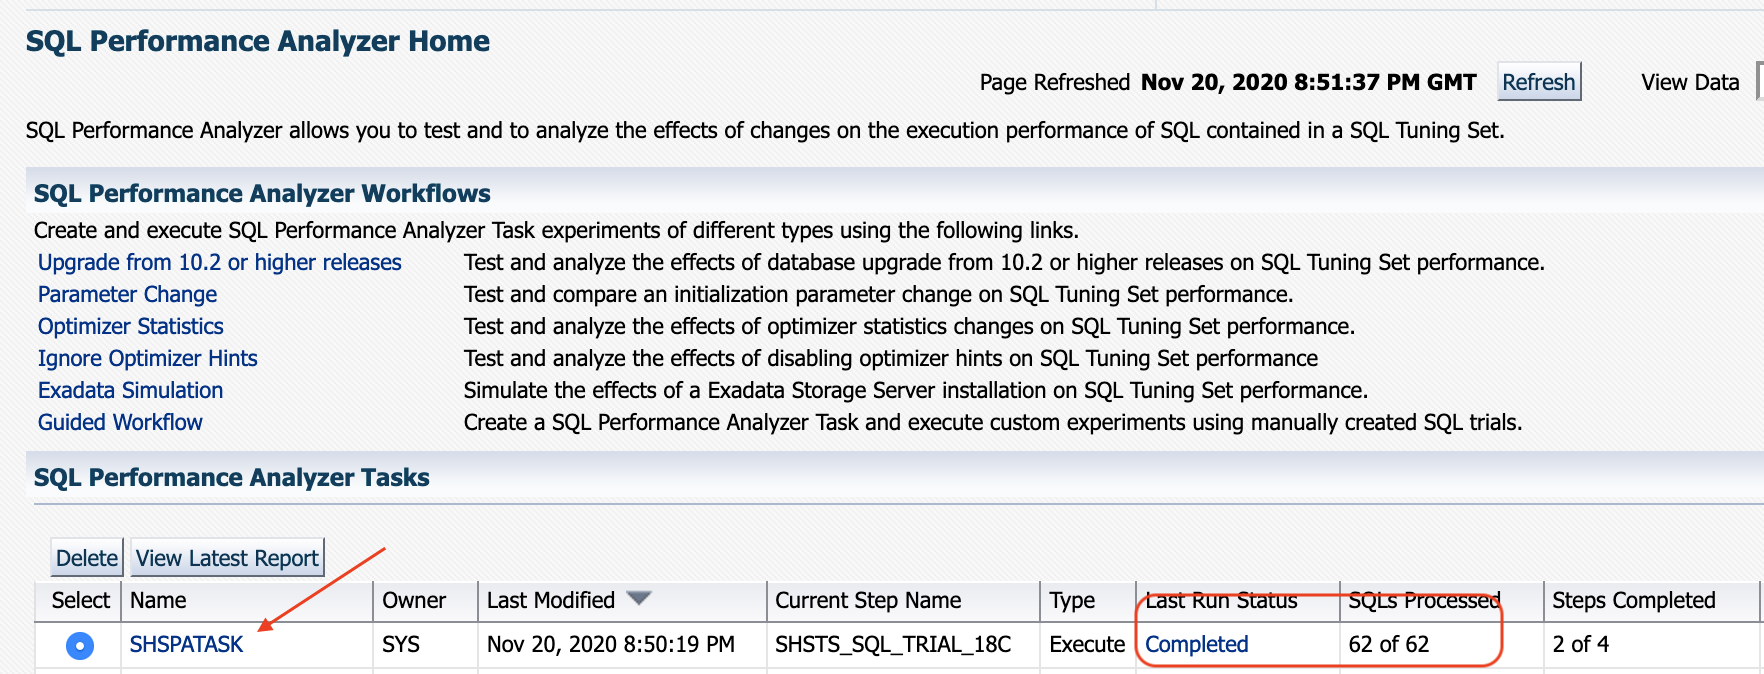 SQL Performance Analyzer Home
Page Refreshed Nov 20, 2020 8:51:37 PM GMT Refresh View Data
SQL Performance Analyzer allows you to test and to analyze the effects of changes on the execution performance of SQL contained in a SQL Tuning Set.
SQL Performance Analyzer Workflows
Create and execute SQL Performance Analyzer Task experiments of different types using the following links.
Upgrade from 10.2 or higher releases Test and analyze the effects of database upgrade from 10.2 or higher releases on SQL Tuning Set performance.
Parameter Change Test and compare an initialization parameter change on SQL Tuning Set performance.
Optimizer Statistics Test and analyze the effects of optimizer statistics changes on SQL Tuning Set performance.
Ignore Optimizer Hints Test and analyze the effects of disabling optimizer hints on SQL Tuning Set performance
Exadata Simulation Simulate the effects of a Exadata Storage Server installation on SQL Tuning Set performance.
Guided Workflow Create a SQL Performance Analyzer Task and execute custom experiments using manually created SQL trials.
SQL Performance Analyzer Tasks
Delete View Latest Report
Select Name Owner Last Modified Current Step Name Type Last Run Status SQLs Processed Steps Completed
SHSPATASK SYS Nov 20, 2020 8:50:19 PM SHSTS_SQL_TRIAL_18C Execute Completed 62 of 62 2 of 4